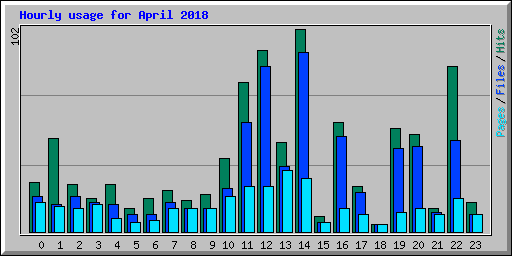 Hourly usage for April 2018
102
Pages/Files/Hits
0 1 2 3 4 5 6 7 8 9 10 11 12 13 14 15 16 17 18 19 20 21 22 23